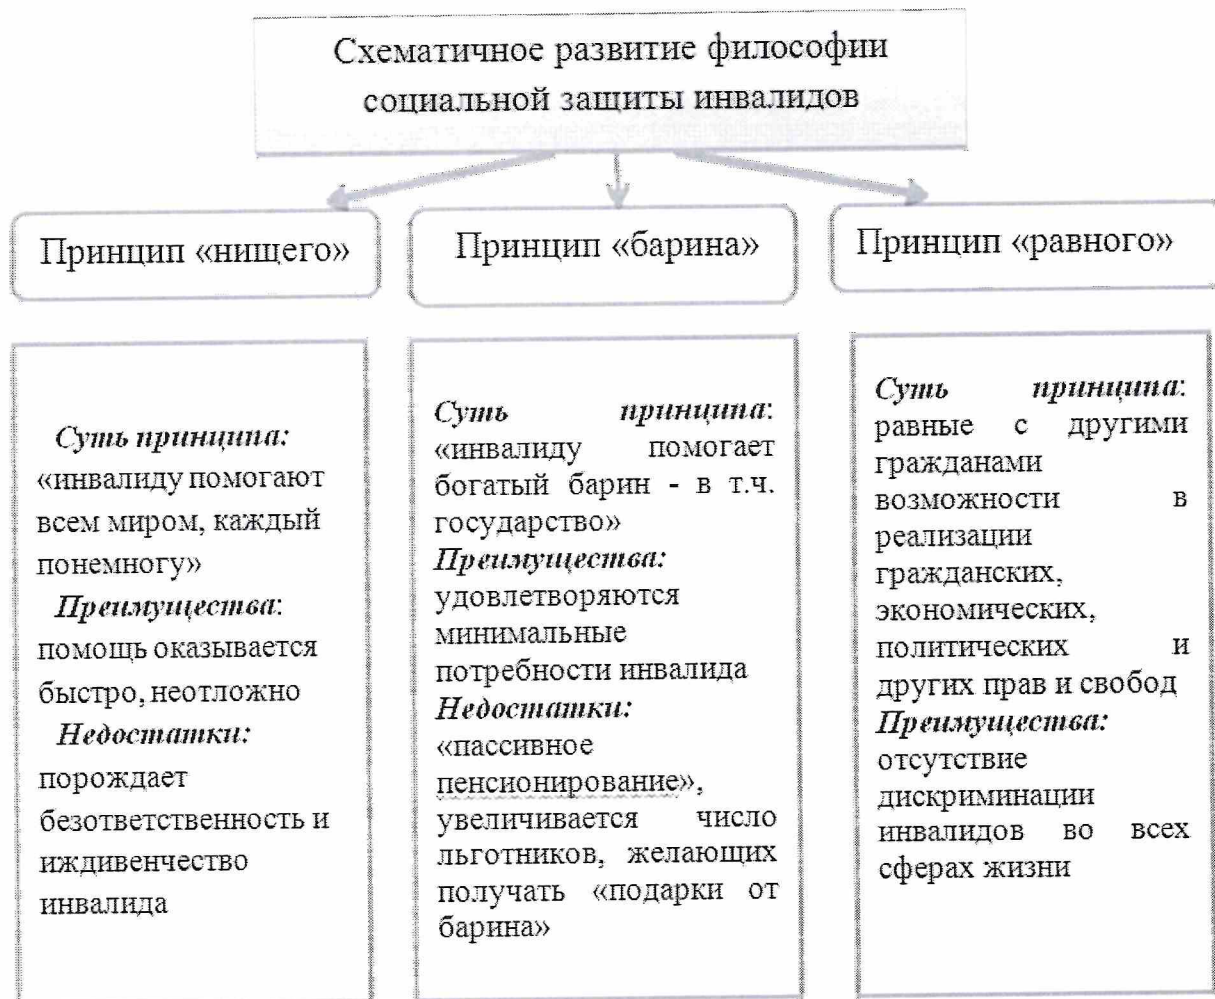 Схематичное развитие философии
социальной защиты инвалидов
Принцип «нищего»
Принцип «барина»
Принцип «равного»
Суть принципа:
«инвалиду помогают
всем миром, каждый
понемногу»
Преимущества:
помощь оказывается
быстро, неотложно
Недостатки:
порождает
безответственность и
иждивенчество
инвалида
Суть принципа:
«инвалиду помогает
богатый барин - в т.ч.
государство»
Преимущества:
удовлетворяются
минимальные
потребности инвалида
Недостатки:
«пассивное
пенсионирование»,
увеличивается число
льготников, желающих
получать «подарки от
барина»
Суть принципа:
равные с другими
гражданами
возможности в
реализации
гражданских,
экономических,
политических и
других прав и свобод
Преимущества:
отсутствие
дискриминации
инвалидов во всех
сферах жизни